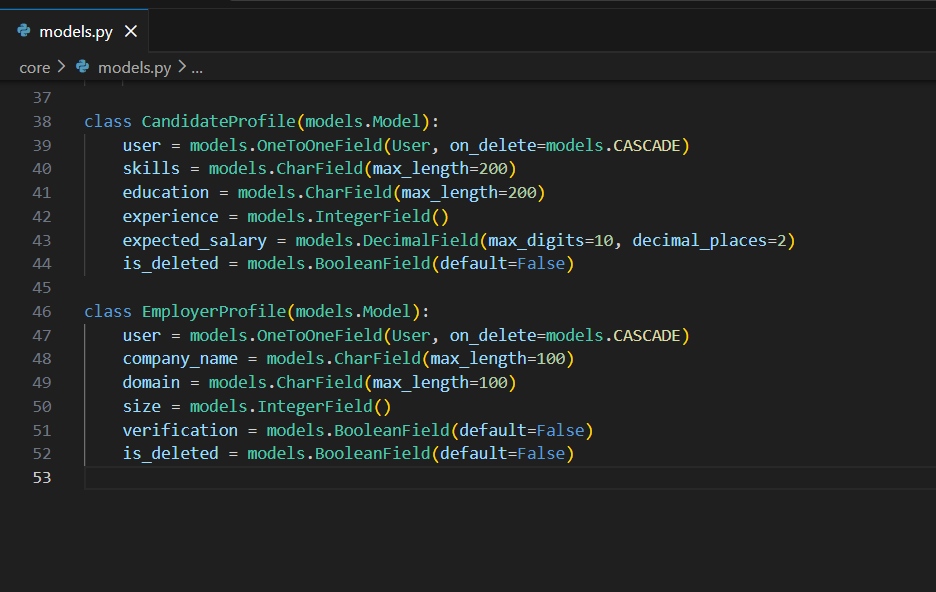 models.py
core > models.py > ...
37
38 class CandidateProfile(models.Model):
39     user = models.OneToOneField(User, on_delete=models.CASCADE)
40     skills = models.CharField(max_length=200)
41     education = models.CharField(max_length=200)
42     experience = models.IntegerField()
43     expected_salary = models.DecimalField(max_digits=10, decimal_places=2)
44     is_deleted = models.BooleanField(default=False)
45
46 class EmployerProfile(models.Model):
47     user = models.OneToOneField(User, on_delete=models.CASCADE)
48     company_name = models.CharField(max_length=100)
49     domain = models.CharField(max_length=100)
50     size = models.IntegerField()
51     verification = models.BooleanField(default=False)
52     is_deleted = models.BooleanField(default=False)
53